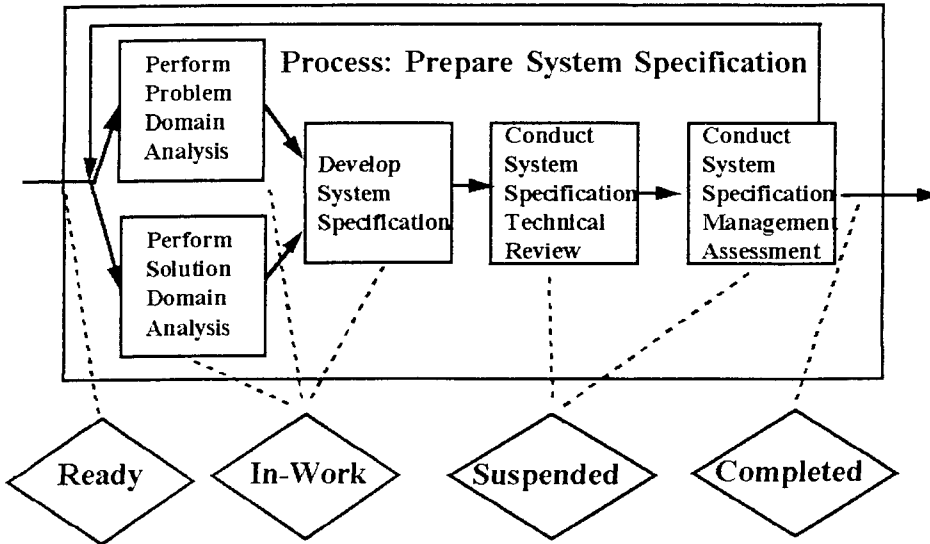 Process: Prepare System Specification
Perform
Problem
Domain
Analysis
Perform
Solution
Domain
Analysis
Develop
System
Specification
Conduct
System
Specification
Technical
Review
Conduct
System
Specification
Management
Assessment
Ready
In-Work
Suspended
Completed